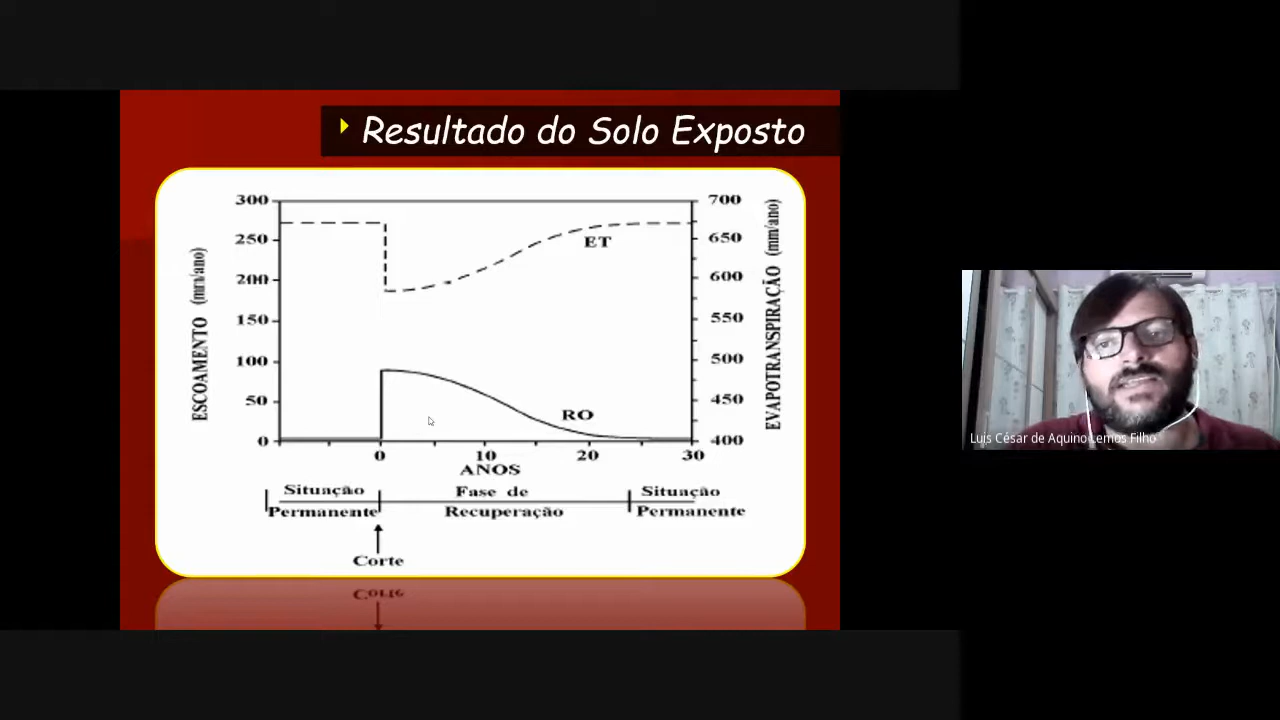 Resultado do Solo Exposto
300
250
200
150
100
50
0
ESCOAMENTO (mm/ano)
700
650
600
550
500
450
400
EVAPOTRANSPIRAÇÃO (mm/ano)
ET
RO
0 10 20 30
ANOS
Situação Permanente
Fase de Recuperação
Situação Permanente
Corte
Corte
Luis César de Aquino Lemos Filho